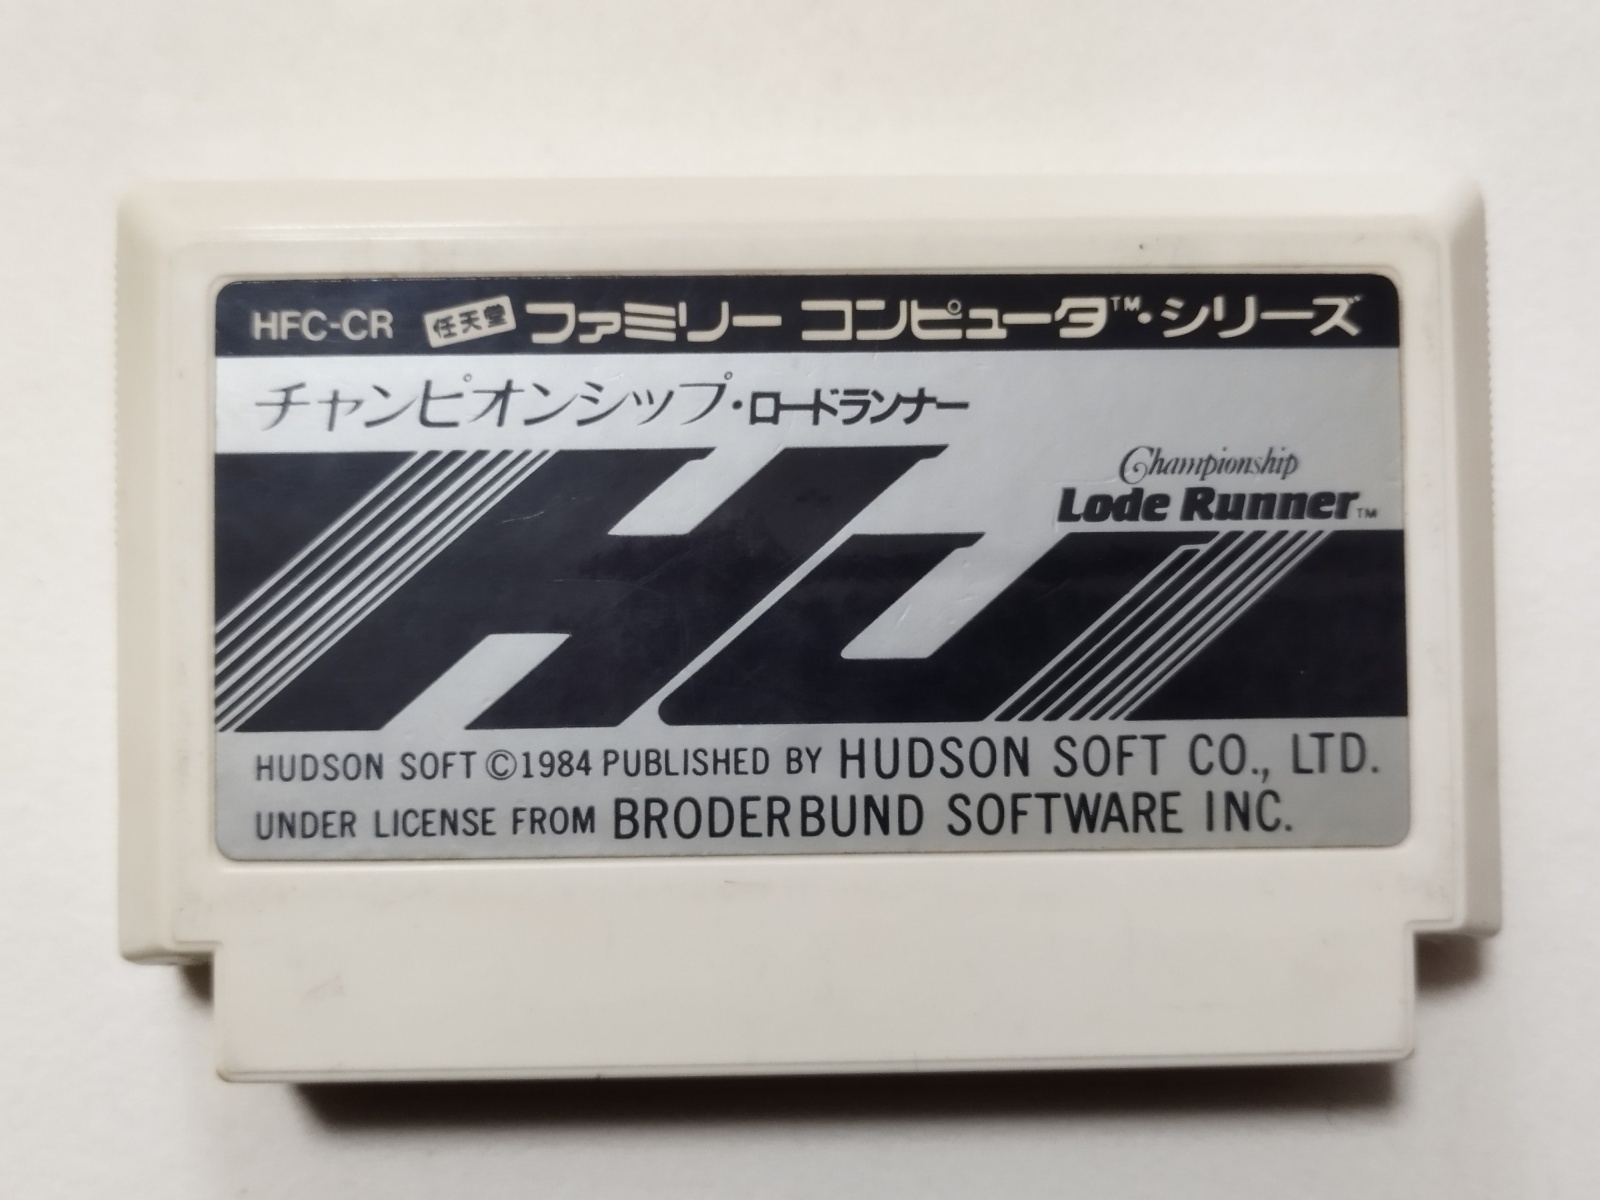 HFC-CR 任天堂 ファミリー コンピュータ™・シリーズ
チャンピオンシップ・ロードランナー
Championship
Lode Runner™
HU
HUDSON SOFT ©1984 PUBLISHED BY HUDSON SOFT CO., LTD.
UNDER LICENSE FROM BRODERBUND SOFTWARE INC.